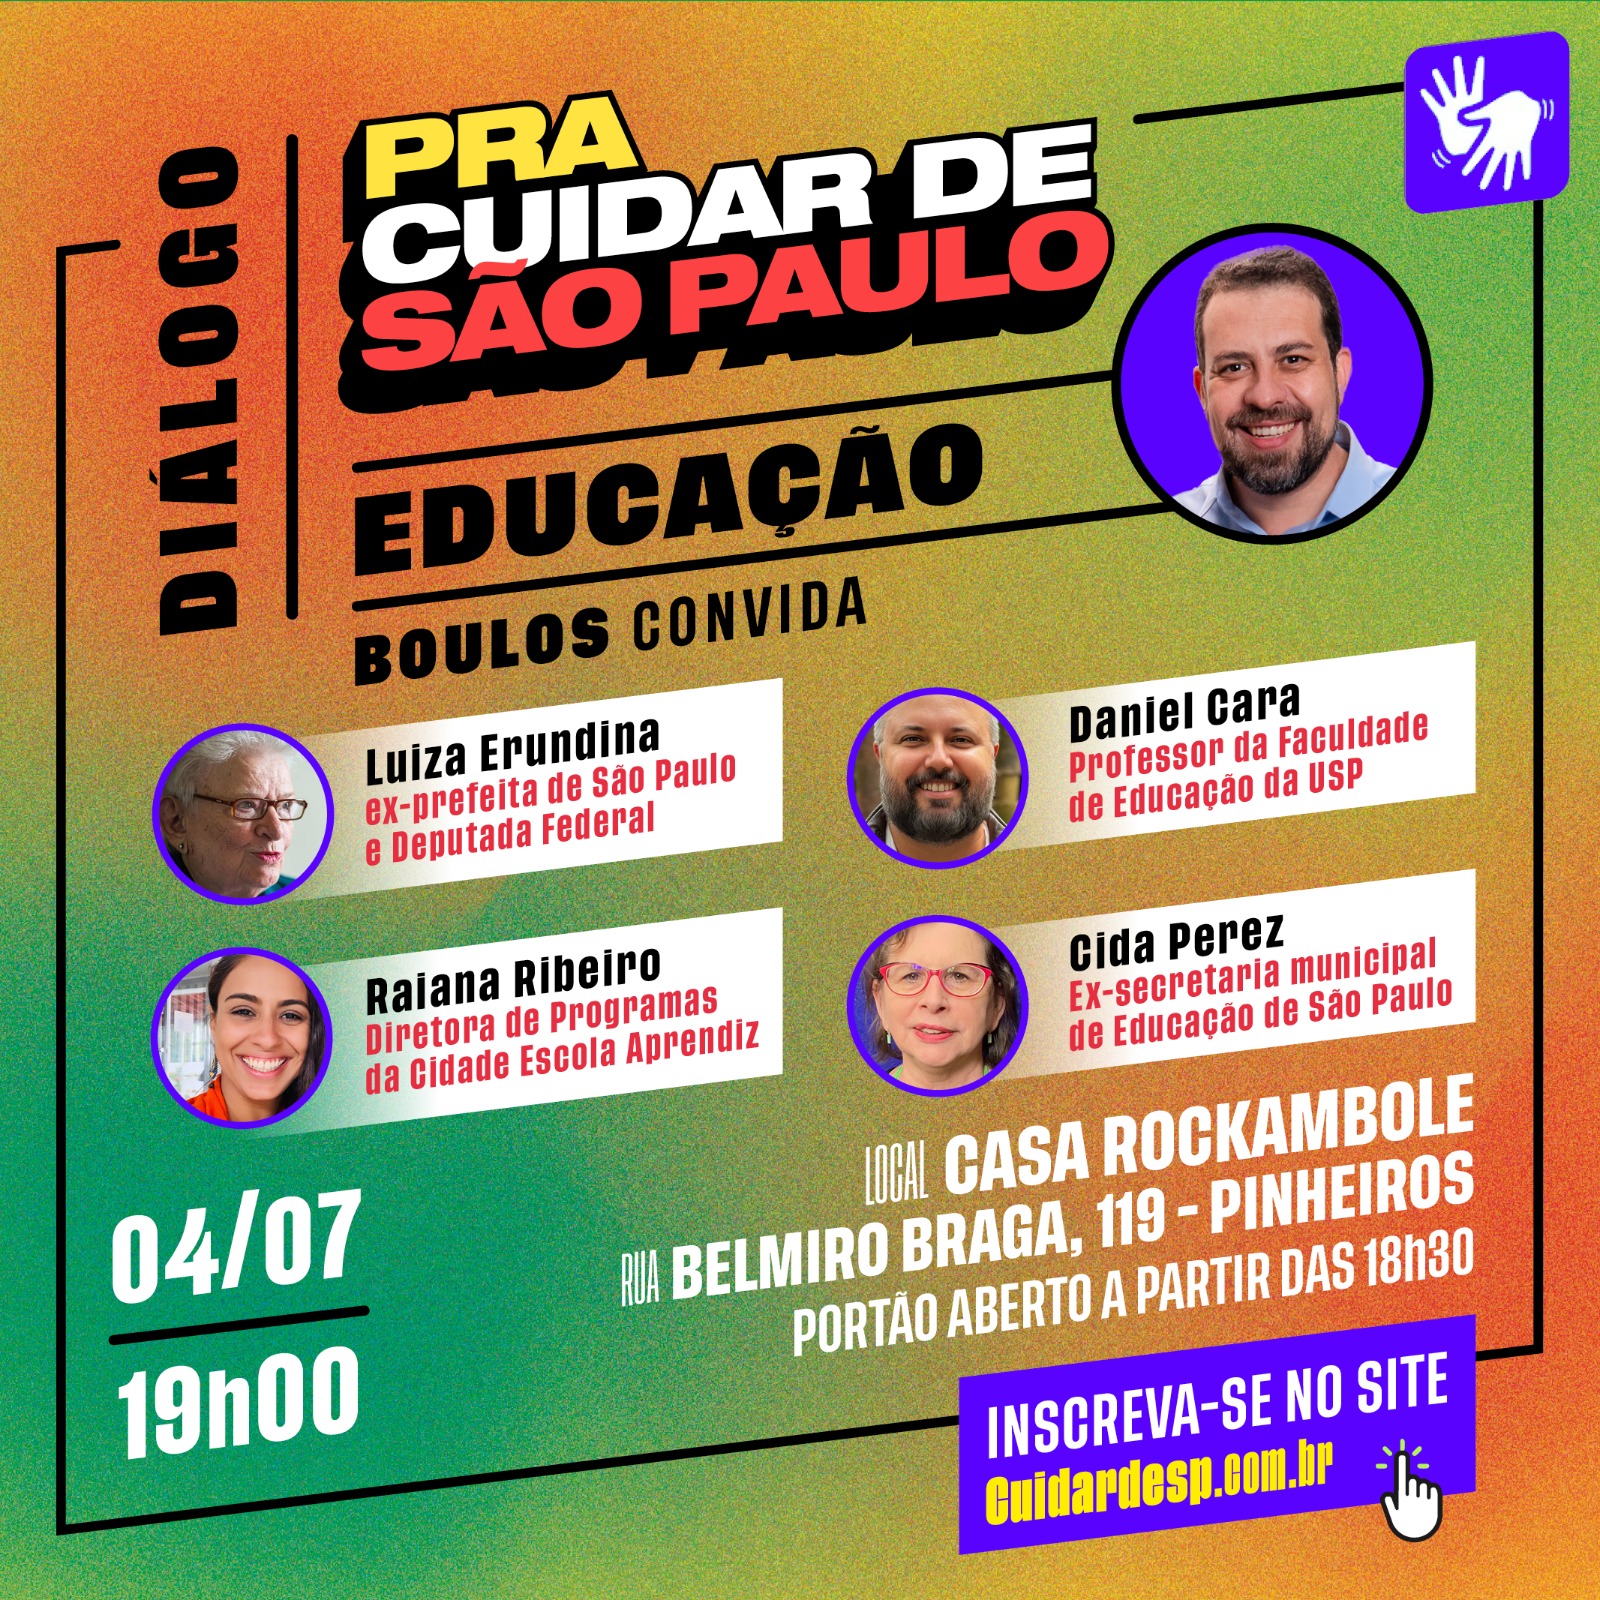 DIÁLOGO
PRA
CUIDAR DE
SÃO PAULO
EDUCAÇÃO
BOULOS CONVIDA
Luiza Erundina
ex-prefeita de São Paulo
e Deputada Federal
Daniel Cara
Professor da Faculdade
de Educação da USP
Raiana Ribeiro
Diretora de Programas
da Cidade Escola Aprendiz
Cida Perez
Ex-secretaria municipal
de Educação de São Paulo
04/07
19h00
LOCAL CASA ROCKAMBOLE
RUA BELMIRO BRAGA, 119 - PINHEIROS
PORTÃO ABERTO A PARTIR DAS 18h30
INSCREVA-SE NO SITE
Cuidardesp.com.br